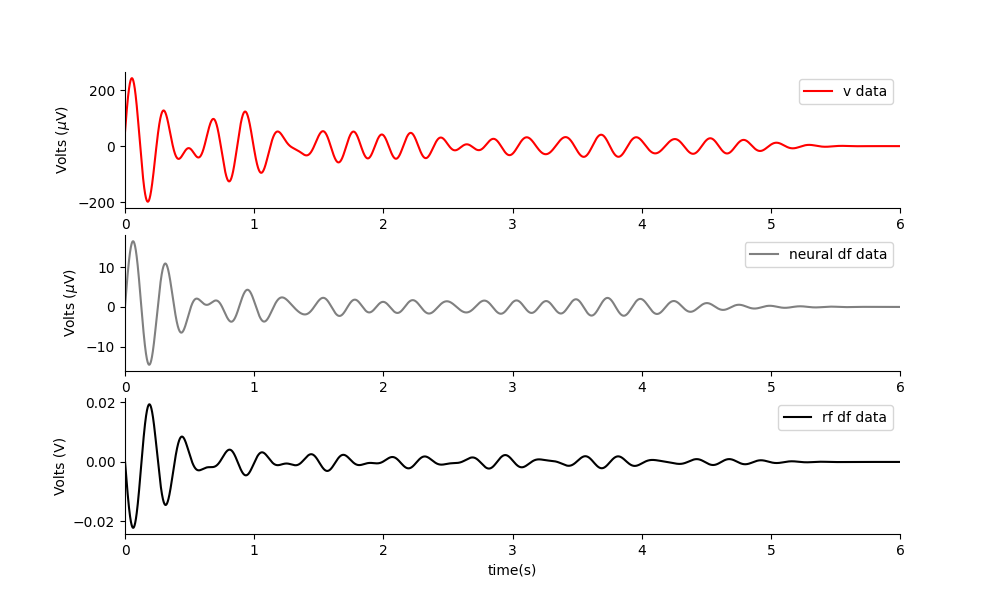 v data
Volts (μV)
200
0
−200
0 1 2 3 4 5 6
neural df data
Volts (μV)
10
0
−10
0 1 2 3 4 5 6
rf df data
Volts (V)
0.02
0.00
−0.02
0 1 2 3 4 5 6
time(s)